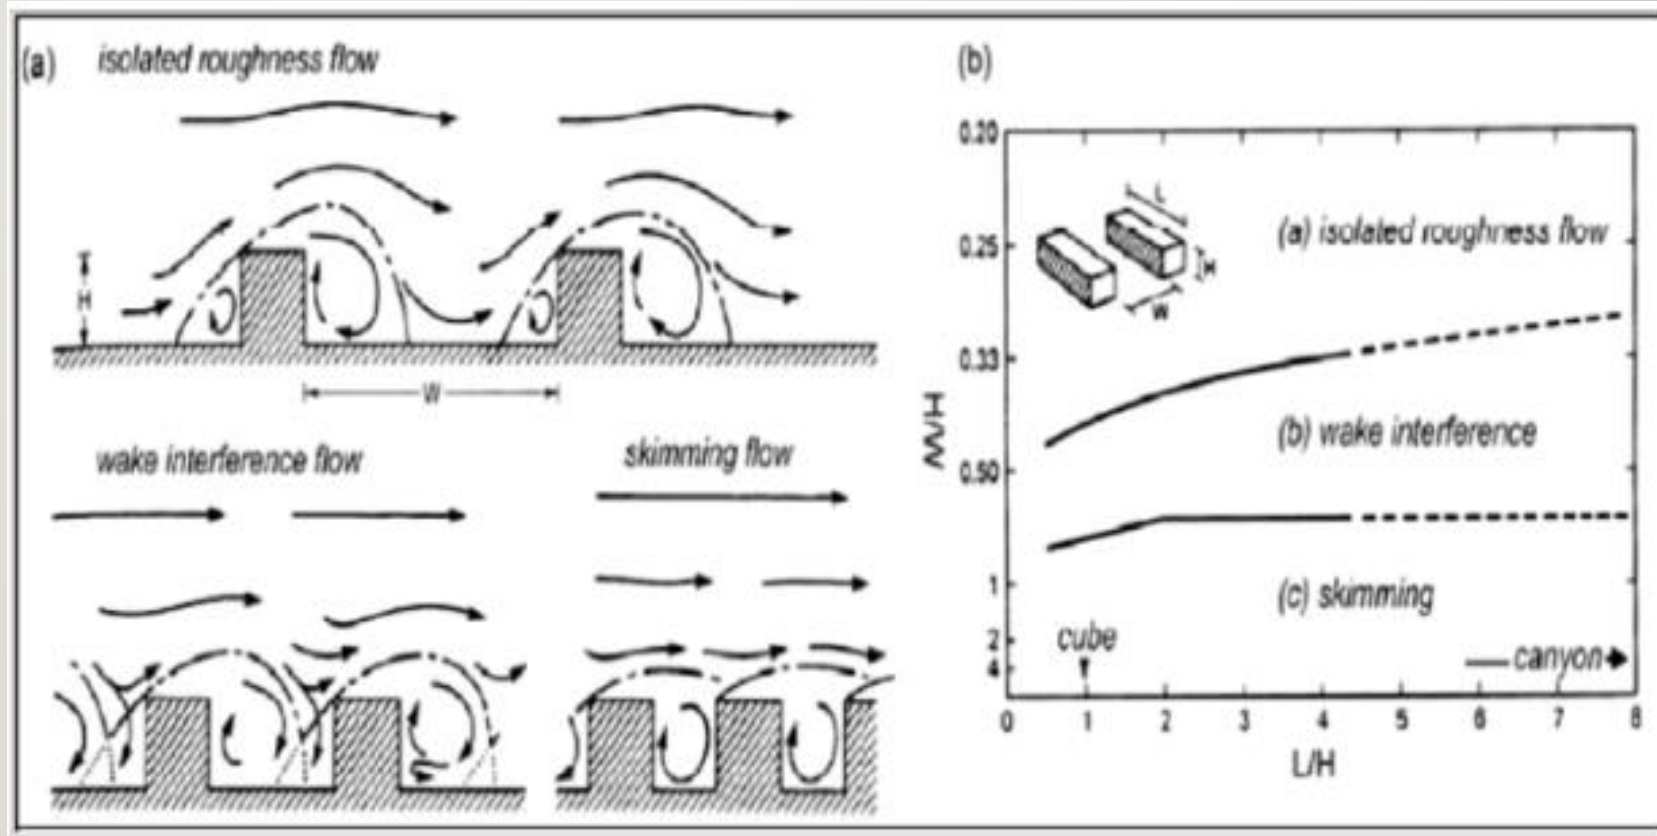 (a) isolated roughness flow
H
W
wake interference flow
skimming flow
(b)
0.20
0.25
0.33
0.50
1
2
4
H/W
L
H
W
(a) isolated roughness flow
(b) wake interference
(c) skimming
cube
canyon
0 1 2 3 4 5 6 7 8
L/H